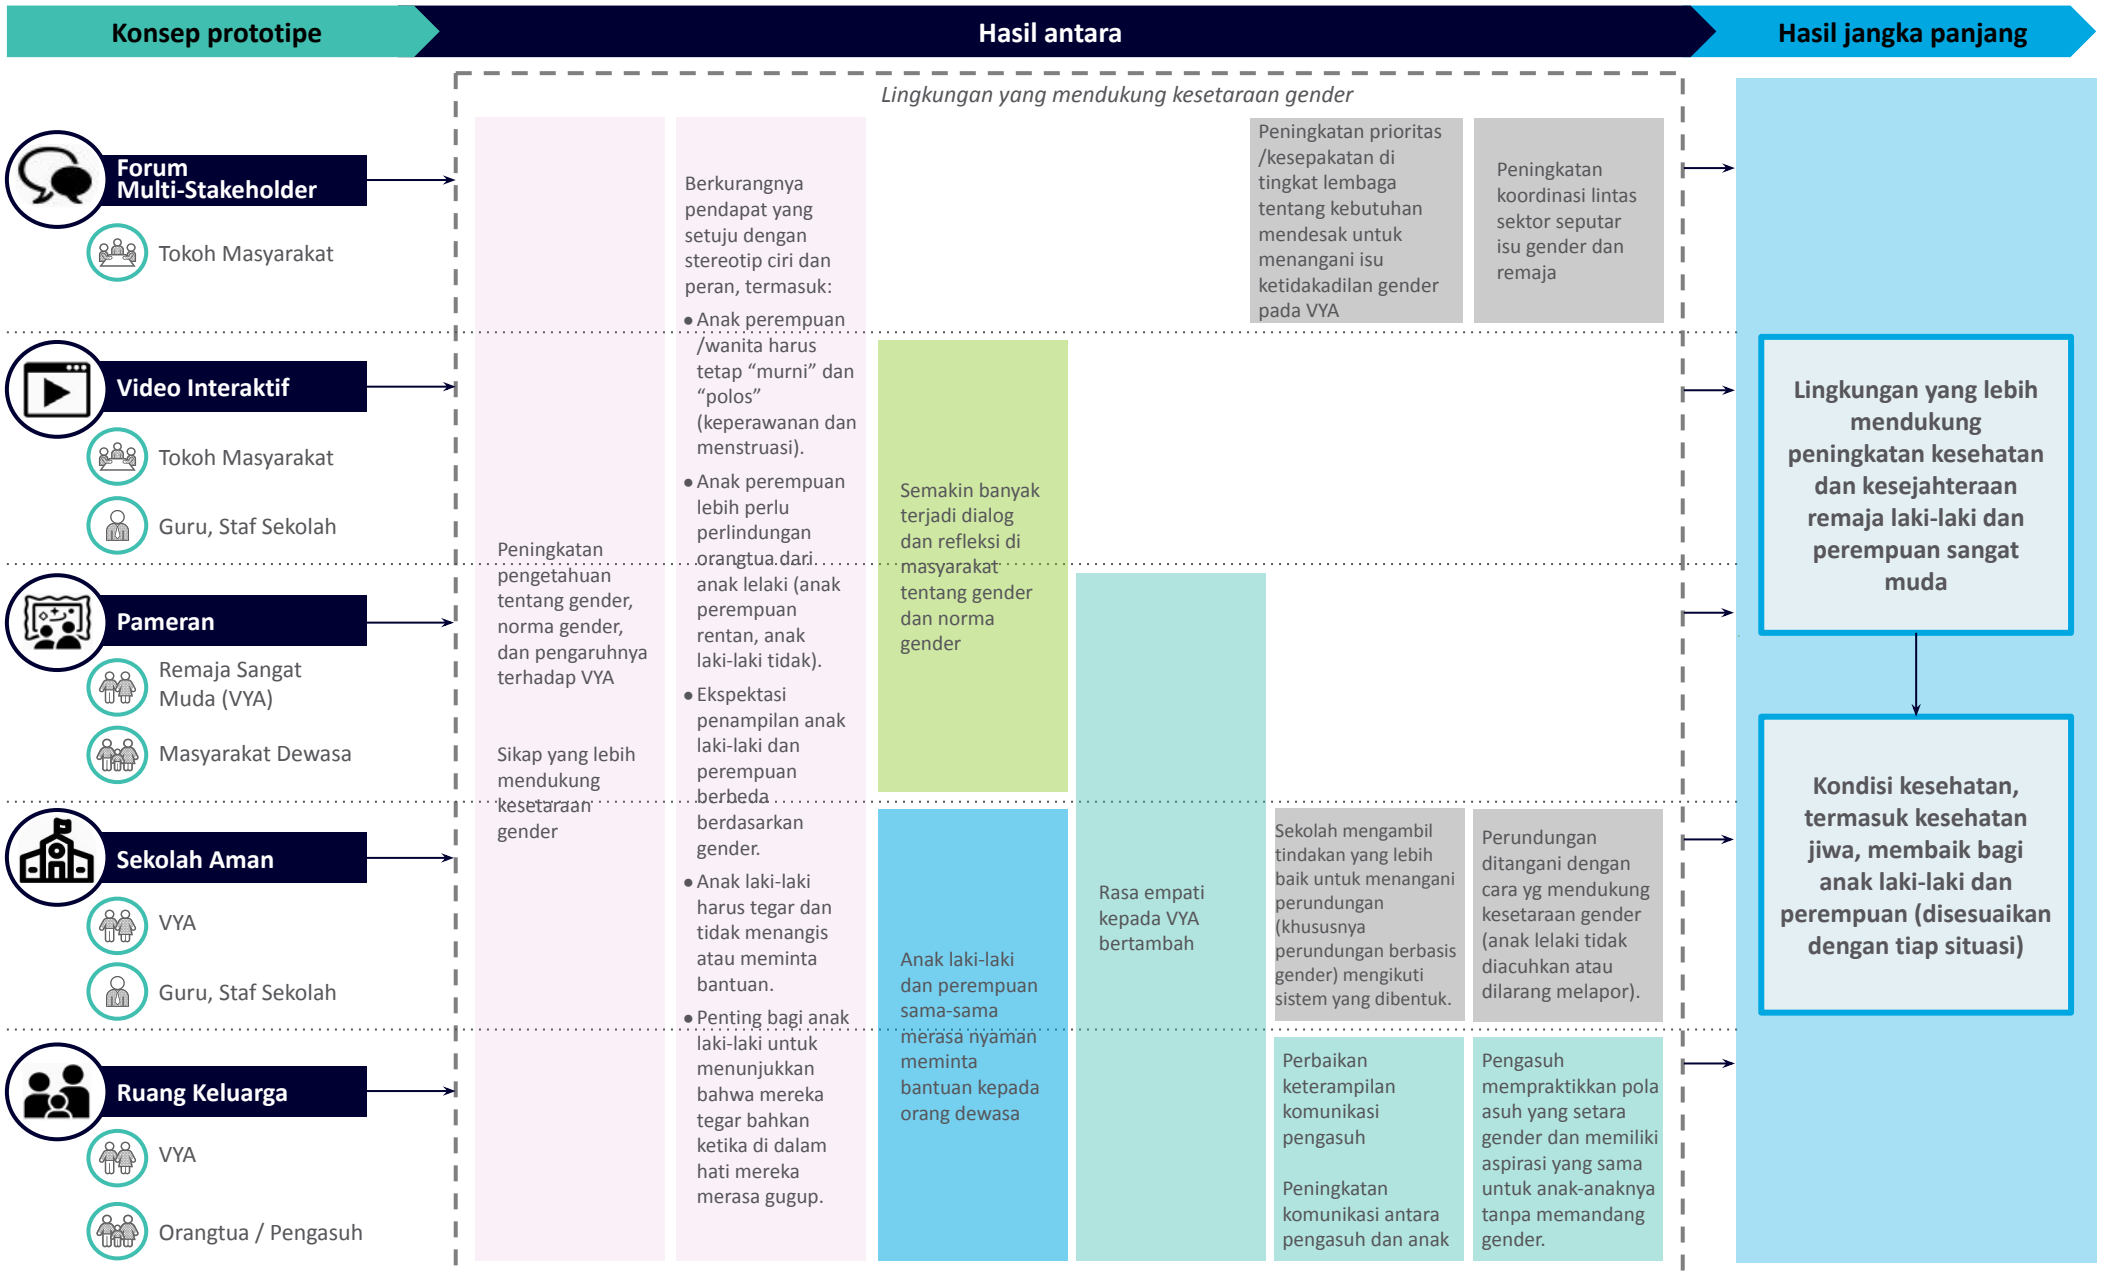 Konsep prototipe
Hasil antara
Hasil jangka panjang
Lingkungan yang mendukung kesetaraan gender
Forum
Multi-Stakeholder
Tokoh Masyarakat
Video Interaktif
Tokoh Masyarakat
Guru, Staf Sekolah
Pameran
Remaja Sangat
Muda (VYA)
Masyarakat Dewasa
Sekolah Aman
VYA
Guru, Staf Sekolah
Ruang Keluarga
VYA
Orangtua / Pengasuh
Peningkatan
pengetahuan
tentang gender,
norma gender,
dan pengaruhnya
terhadap VYA
Sikap yang lebih
mendukung
kesetaraan
gender
Berkurangnya
pendapat yang
setuju dengan
stereotip ciri dan
peran, termasuk:
● Anak perempuan
/wanita harus
tetap “murni” dan
“polos”
(keperawanan dan
menstruasi).
● Anak perempuan
lebih perlu
perlindungan
orangtua dari
anak lelaki (anak
perempuan
rentan, anak
laki-laki tidak).
● Ekspektasi
penampilan anak
laki-laki dan
perempuan
berbeda
berdasarkan
gender.
● Anak laki-laki
harus tegar dan
tidak menangis
atau meminta
bantuan.
● Penting bagi anak
laki-laki untuk
menunjukkan
bahwa mereka
tegar bahkan
ketika di dalam
hati mereka
merasa gugup.
Semakin banyak
terjadi dialog
dan refleksi di
masyarakat
tentang gender
dan norma
gender
Anak laki-laki
dan perempuan
sama-sama
merasa nyaman
meminta
bantuan kepada
orang dewasa
Rasa empati
kepada VYA
bertambah
Peningkatan prioritas
/kesepakatan di
tingkat lembaga
tentang kebutuhan
mendesak untuk
menangani isu
ketidakadilan gender
pada VYA
Peningkatan
koordinasi lintas
sektor seputar
isu gender dan
remaja
Sekolah mengambil
tindakan yang lebih
baik untuk menangani
perundungan
(khususnya
perundungan berbasis
gender) mengikuti
sistem yang dibentuk.
Perundungan
ditangani dengan
cara yg mendukung
kesetaraan gender
(anak lelaki tidak
diacuhkan atau
dilarang melapor).
Perbaikan
keterampilan
komunikasi
pengasuh
Peningkatan
komunikasi antara
pengasuh dan anak
Pengasuh
mempraktikkan pola
asuh yang setara
gender dan memiliki
aspirasi yang sama
untuk anak-anaknya
tanpa memandang
gender.
Lingkungan yang lebih
mendukung
peningkatan kesehatan
dan kesejahteraan
remaja laki-laki dan
perempuan sangat
muda
Kondisi kesehatan,
termasuk kesehatan
jiwa, membaik bagi
anak laki-laki dan
perempuan (disesuaikan
dengan tiap situasi)